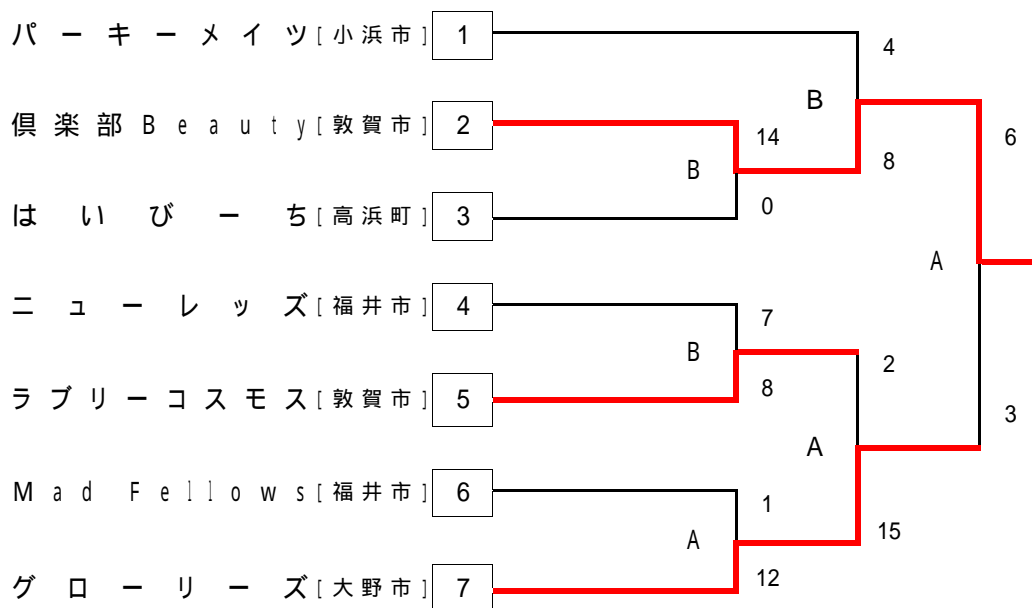 パーキーメイツ[小浜市] 1
4
B
倶楽部Beauty[敦賀市] 2
14
6
B
8
はいびーち[高浜町] 3
0
A
ニューレッズ[福井市] 4
7
B
2
ラブリーコスモス[敦賀市] 5
8
3
A
Mad Fellows[福井市] 6
1
15
A
グローリーズ[大野市] 7
12